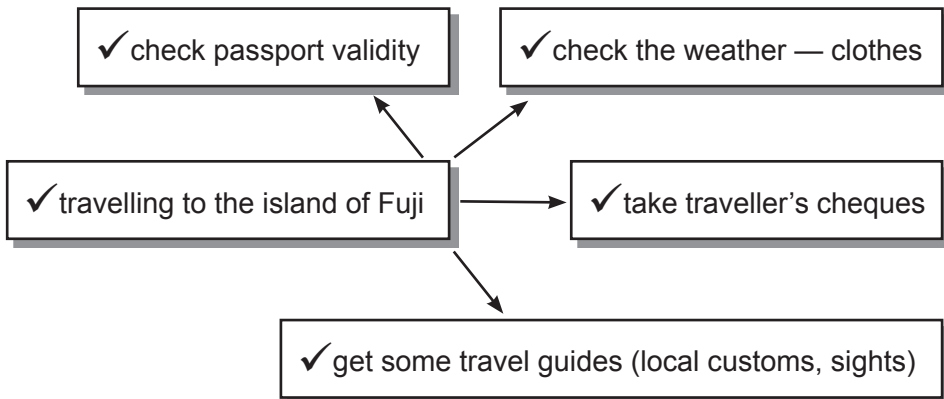 ✓ check passport validity
✓ check the weather — clothes
✓ travelling to the island of Fuji
✓ take traveller's cheques
✓ get some travel guides (local customs, sights)